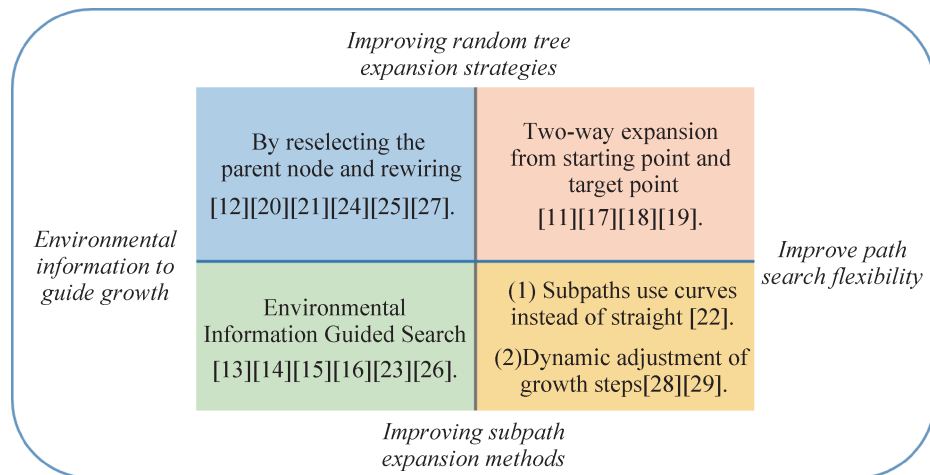 Improving random tree
expansion strategies
By reselecting the
parent node and rewiring
[12][20][21][24][25][27].
Two-way expansion
from starting point and
target point
[11][17][18][19].
Environmental
information to
guide growth
Improve path
search flexibility
Environmental
Information Guided Search
[13][14][15][16][23][26].
(1) Subpaths use curves
instead of straight [22].
(2)Dynamic adjustment of
growth steps[28][29].
Improving subpath
expansion methods